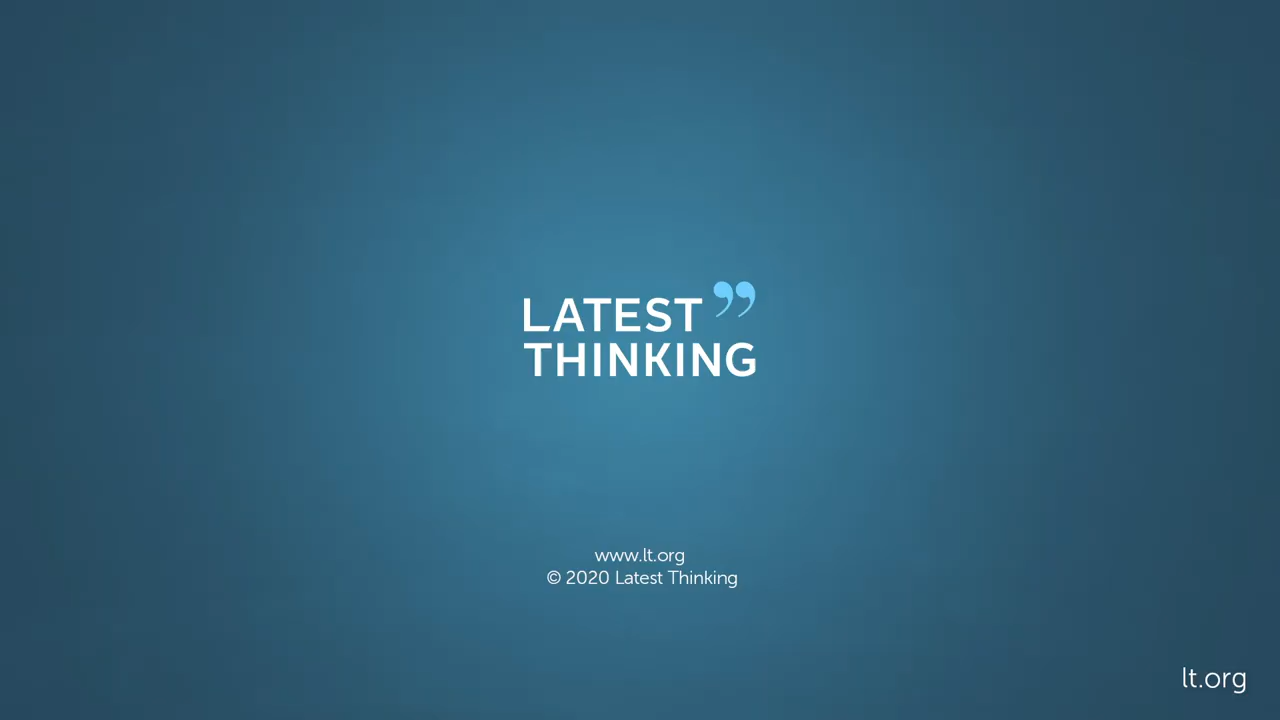 LATEST ”
THINKING
www.lt.org
© 2020 Latest Thinking
lt.org